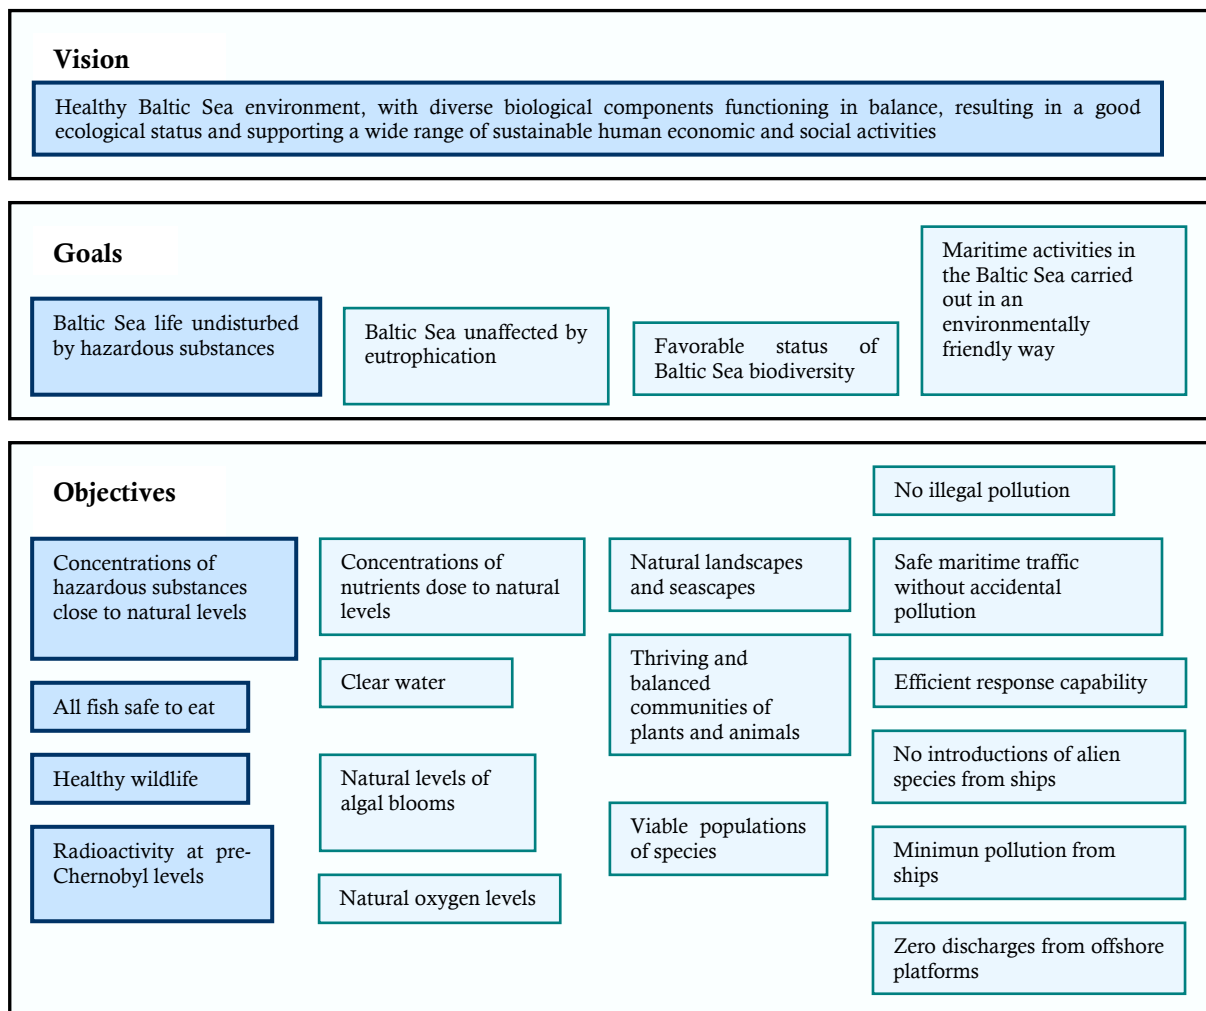 Vision
Healthy Baltic Sea environment, with diverse biological components functioning in balance, resulting in a good
ecological status and supporting a wide range of sustainable human economic and social activities
Goals
Baltic Sea life undisturbed
by hazardous substances
Baltic Sea unaffected by
eutrophication
Favorable status of
Baltic Sea biodiversity
Maritime activities in
the Baltic Sea carried
out in an
environmentally
friendly way
Objectives
Concentrations of
hazardous substances
close to natural levels
All fish safe to eat
Healthy wildlife
Radioactivity at pre-
Chernobyl levels
Concentrations of
nutrients dose to natural
levels
Clear water
Natural levels of
algal blooms
Natural oxygen levels
Natural landscapes
and seascapes
Thriving and
balanced
communities of
plants and animals
Viable populations
of species
No illegal pollution
Safe maritime traffic
without accidental
pollution
Efficient response capability
No introductions of alien
species from ships
Minimun pollution from
ships
Zero discharges from offshore
platforms